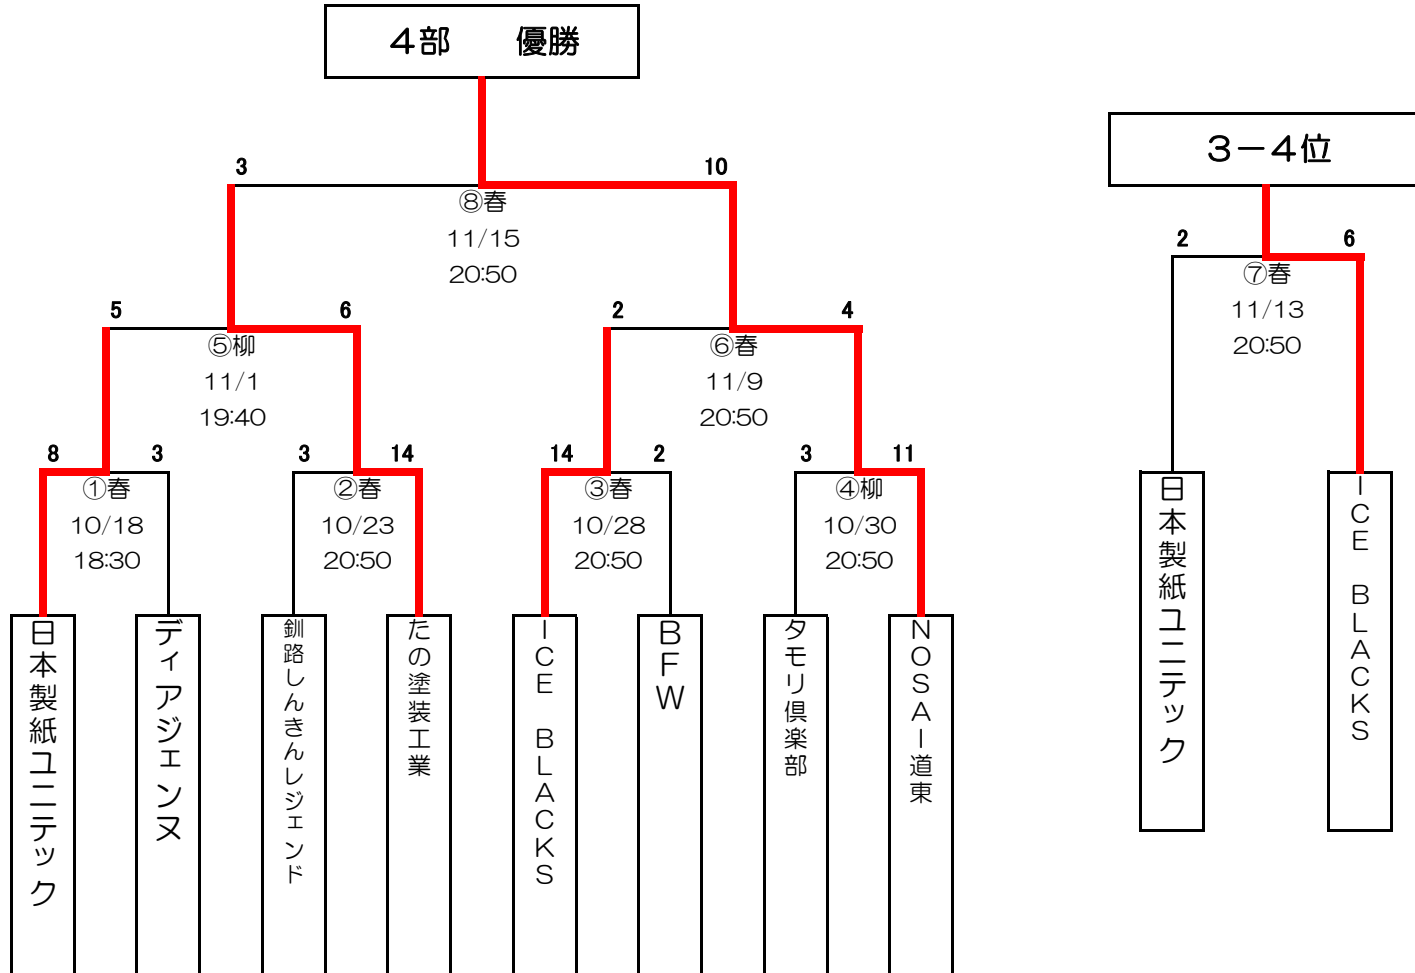 4部　優勝
3
10
⑧春
11/15
20:50
5
6
2
4
⑤柳
11/1
19:40
⑥春
11/9
20:50
8
3
3
14
14
2
3
11
①春
10/18
18:30
②春
10/23
20:50
③春
10/28
20:50
④柳
10/30
20:50
日本製紙ユニテック
ディアジェンヌ
釧路しんきんレジェンド
たの塗装工業
ICE BLACKS
BFW
タモリ倶楽部
NOSAI道東
3－4位
2
6
⑦春
11/13
20:50
日本製紙ユニテック
ICE BLACKS